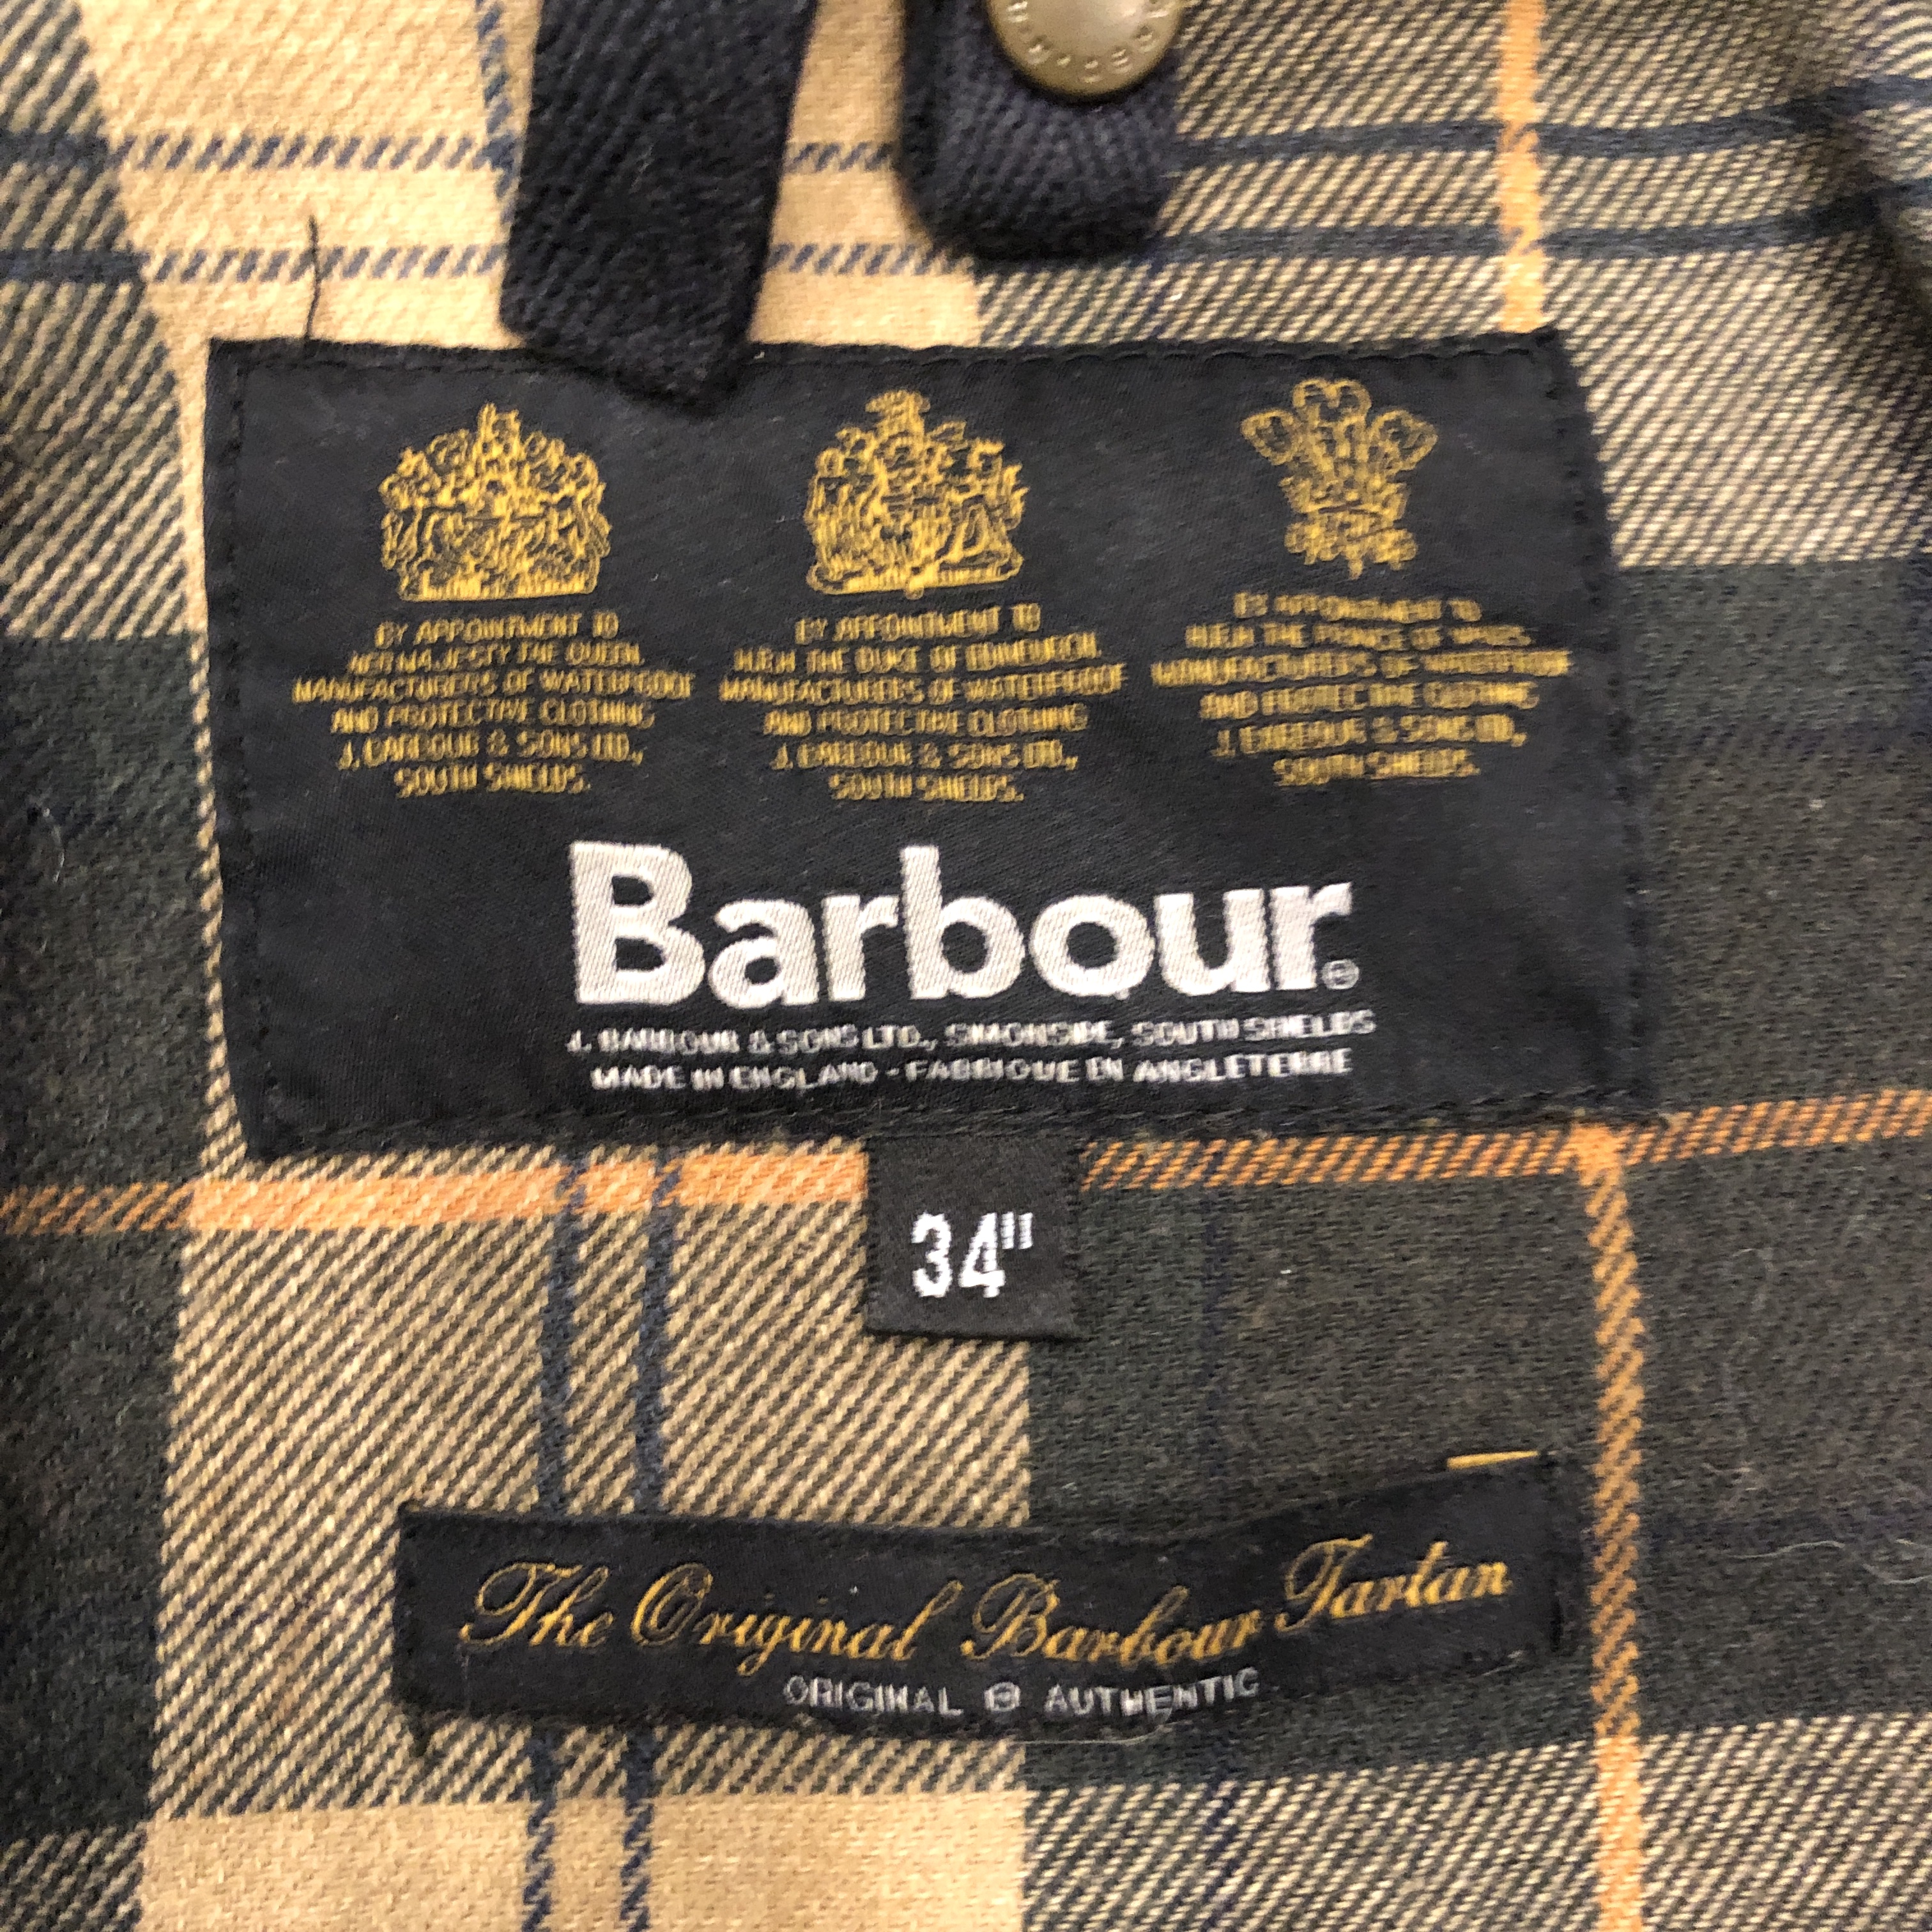 BY APPOINTMENT TO
HER MAJESTY THE QUEEN
MANUFACTURERS OF WATERPROOF
AND PROTECTIVE CLOTHING
J. BARBOUR & SONS LTD.,
SOUTH SHIELDS.
BY APPOINTMENT TO
H.R.H. THE DUKE OF EDINBURGH
MANUFACTURERS OF WATERPROOF
AND PROTECTIVE CLOTHING
J. BARBOUR & SONS LTD.,
SOUTH SHIELDS.
BY APPOINTMENT TO
H.R.H. THE PRINCE OF WALES
MANUFACTURERS OF WATERPROOF
AND PROTECTIVE CLOTHING
J. BARBOUR & SONS LTD.,
SOUTH SHIELDS.
Barbour®
J. BARBOUR & SONS LTD., SIMONSIDE, SOUTH SHIELDS
MADE IN ENGLAND - FABRIQUE EN ANGLETERRE
34"
The Original Barbour Tartan
ORIGINAL ® AUTHENTIC